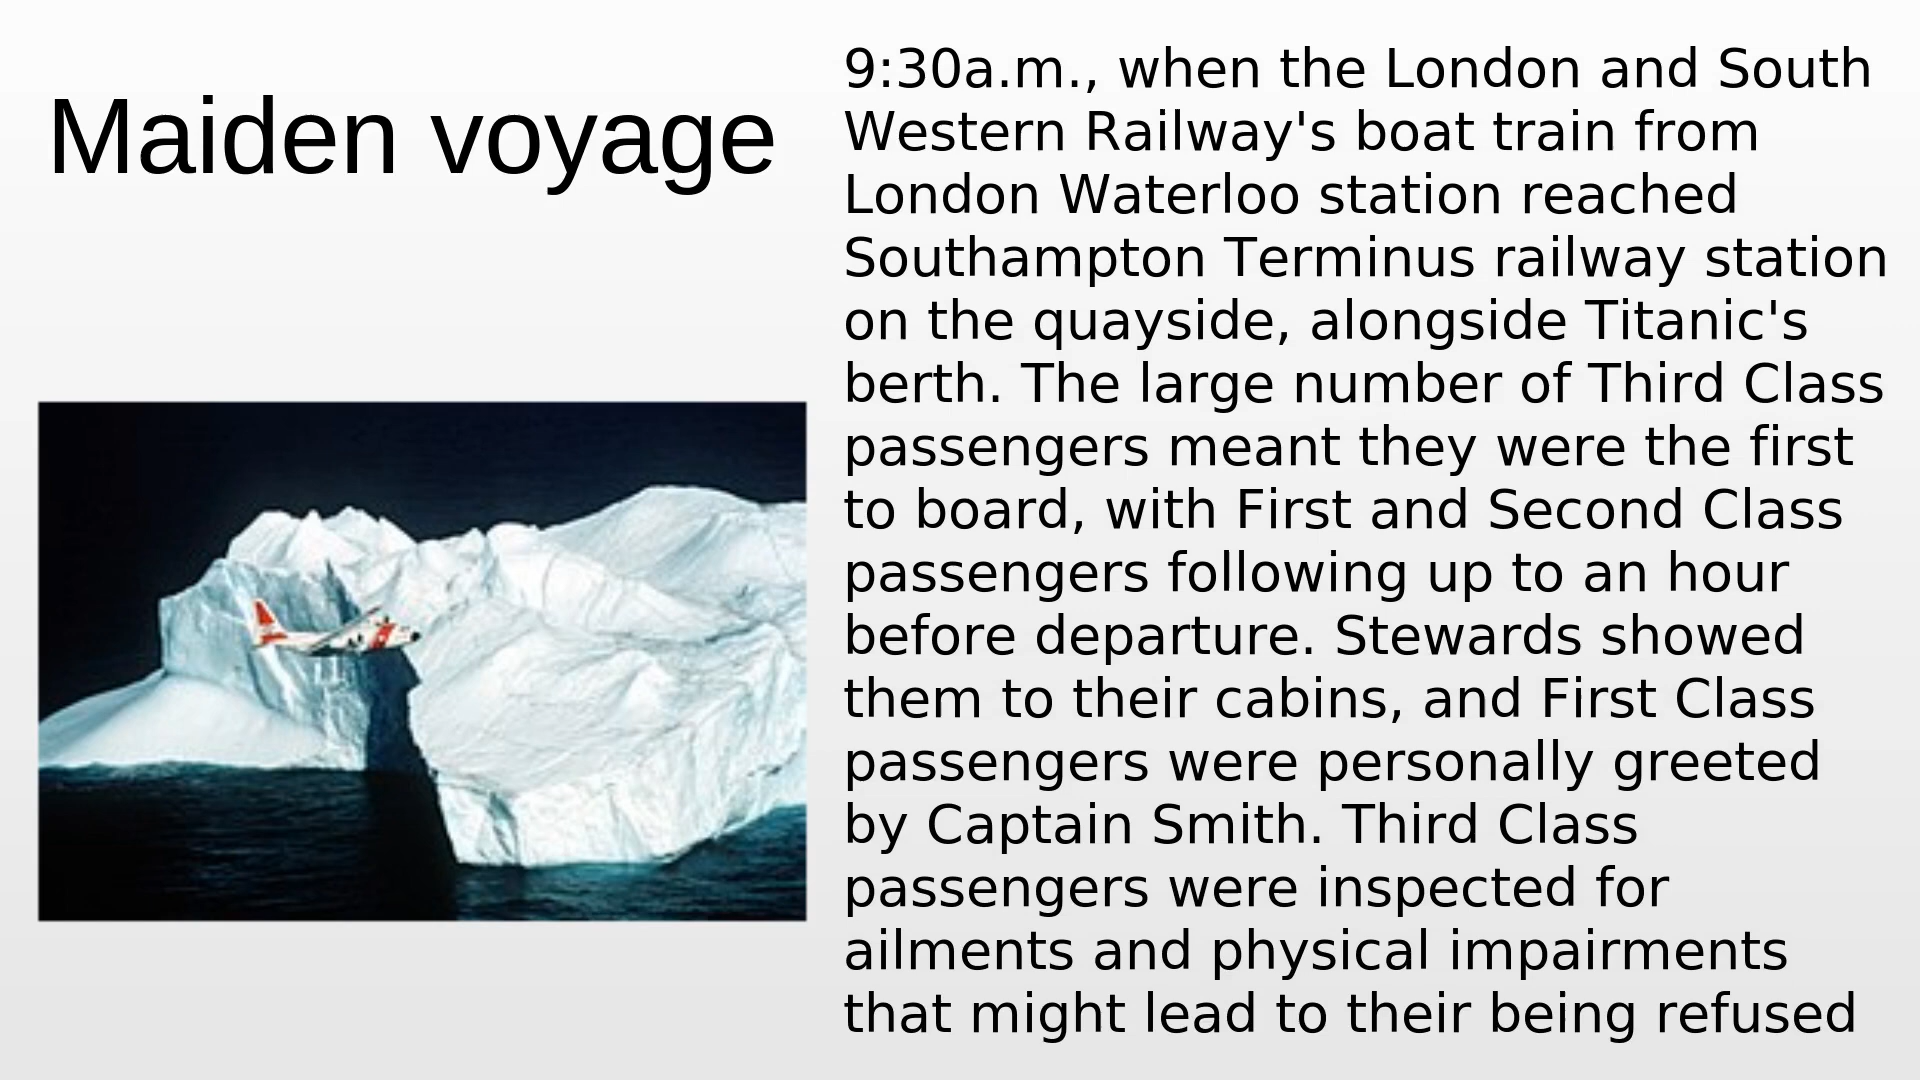 Maiden voyage
9:30a.m., when the London and South
Western Railway's boat train from
London Waterloo station reached
Southampton Terminus railway station
on the quayside, alongside Titanic's
berth. The large number of Third Class
passengers meant they were the first
to board, with First and Second Class
passengers following up to an hour
before departure. Stewards showed
them to their cabins, and First Class
passengers were personally greeted
by Captain Smith. Third Class
passengers were inspected for
ailments and physical impairments
that might lead to their being refused